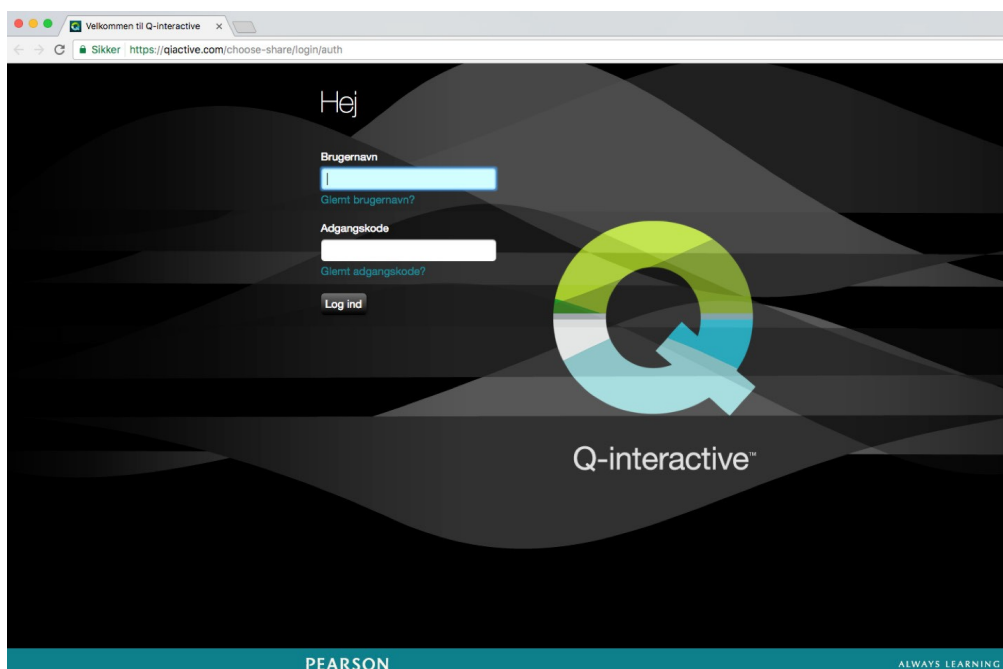 Velkommen til Q-interactive
Sikker https://qiactive.com/choose-share/login/auth
Hej
Brugernavn
Glemt brugernavn?
Adgangskode
Glemt adgangskode?
Log ind
Q-interactive™
PEARSON
ALWAYS LEARNING